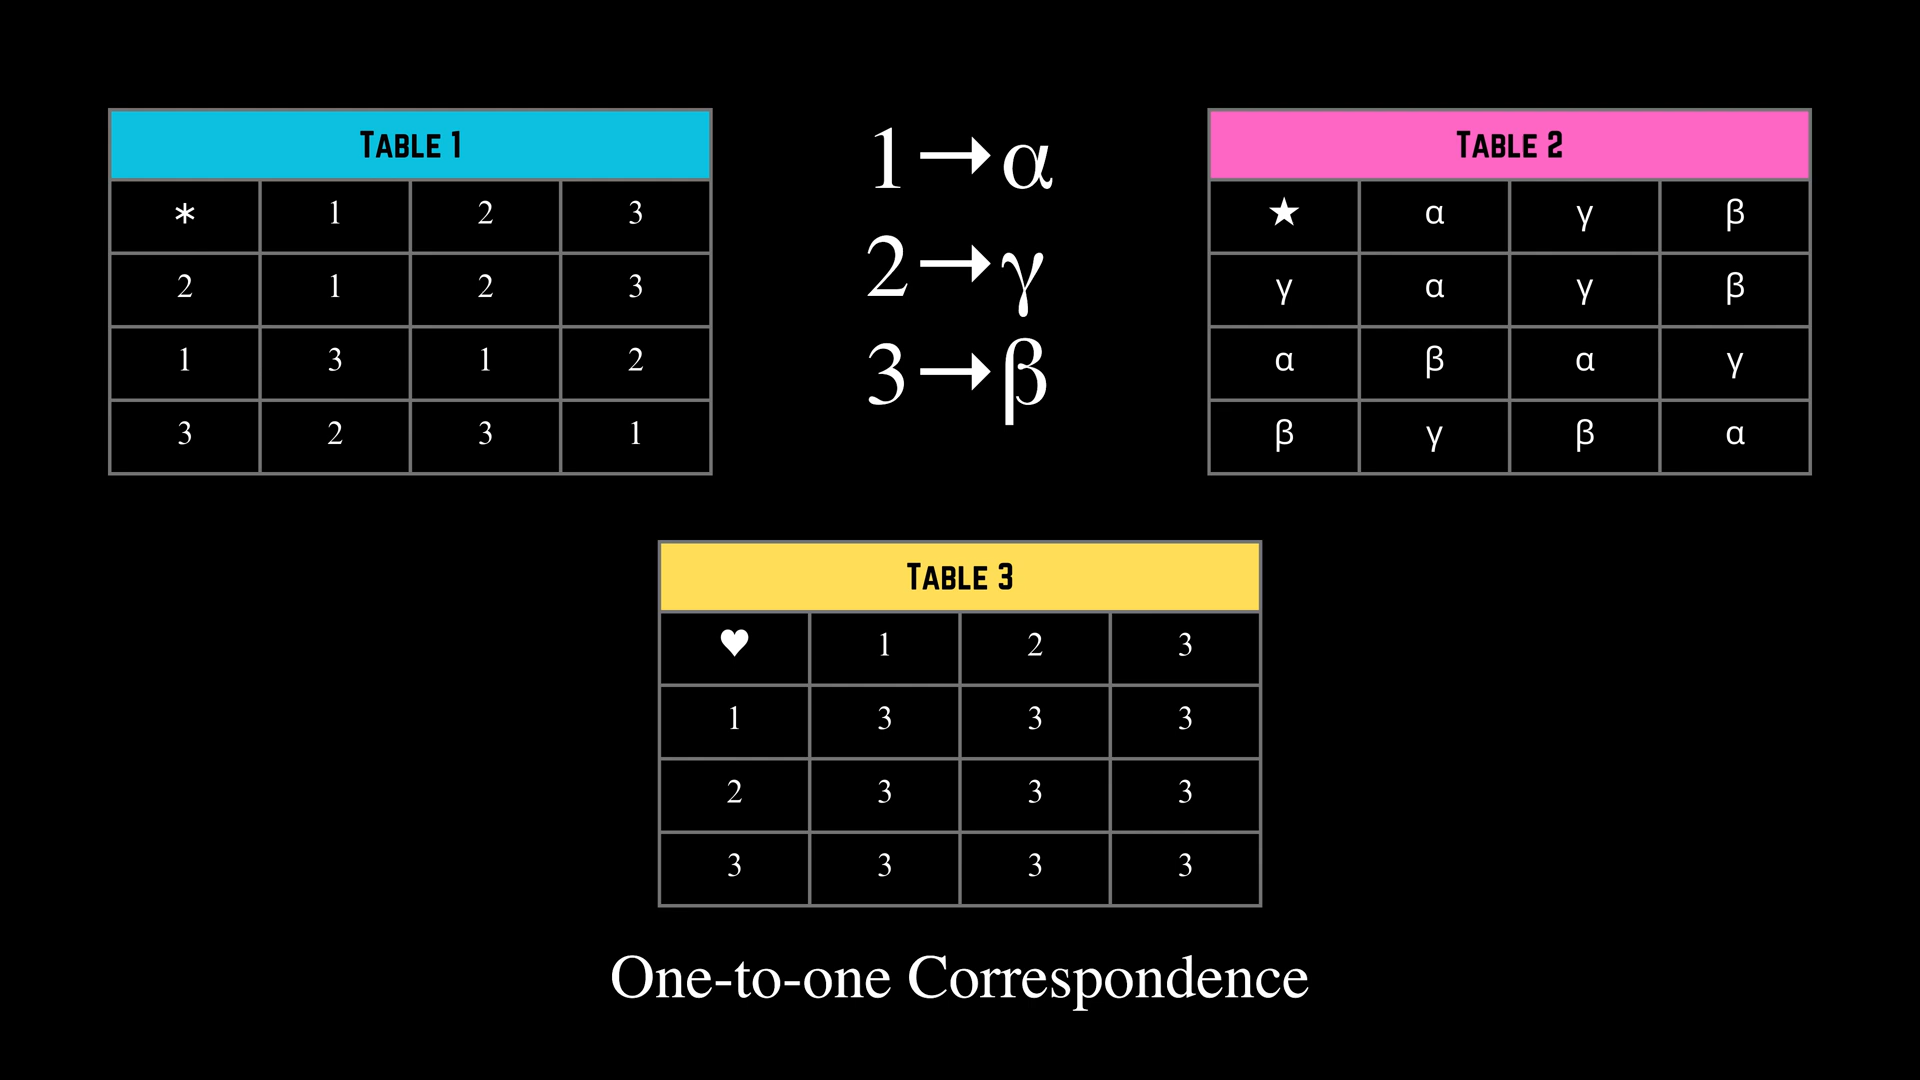 TABLE 1
* 1 2 3
2 1 2 3
1 3 1 2
3 2 3 1
1→α
2→γ
3→β
TABLE 2
★ α γ β
γ α γ β
α β α γ
β γ β α
TABLE 3
♥ 1 2 3
1 3 3 3
2 3 3 3
3 3 3 3
One-to-one Correspondence